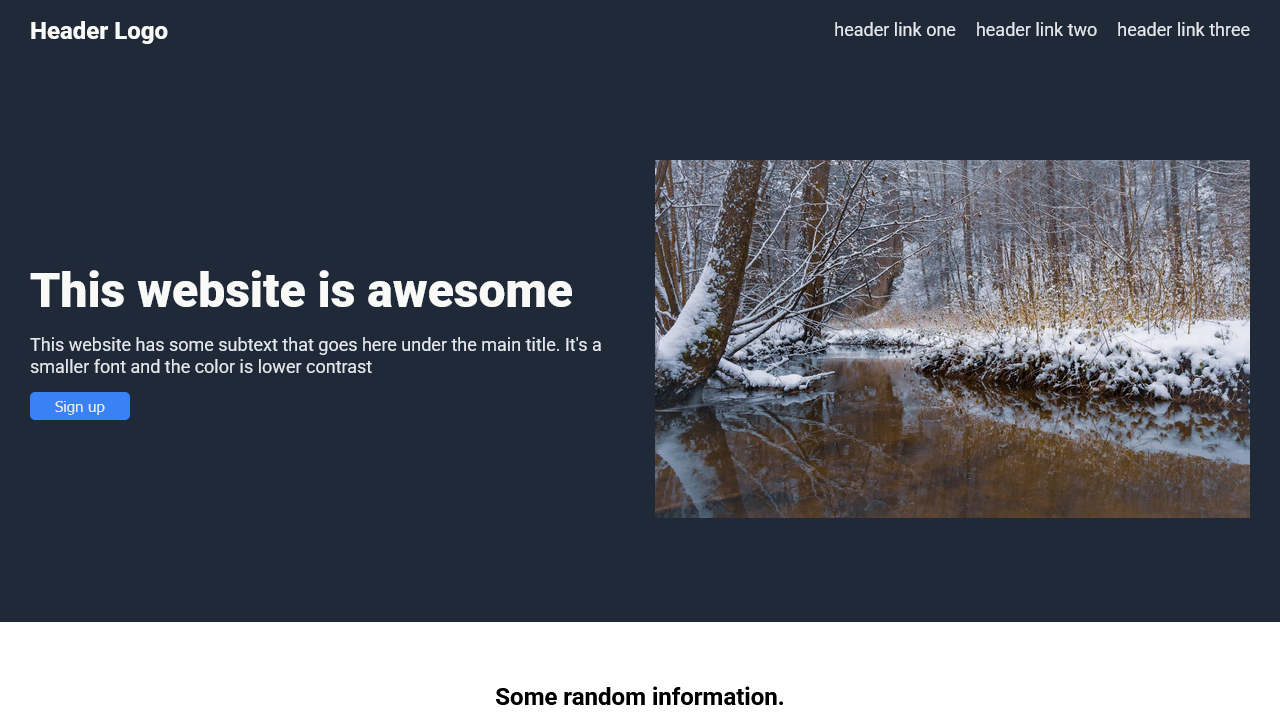 Header Logo
header link one
header link two
header link three
This website is awesome
This website has some subtext that goes here under the main title. It's a
smaller font and the color is lower contrast
Sign up
Some random information.